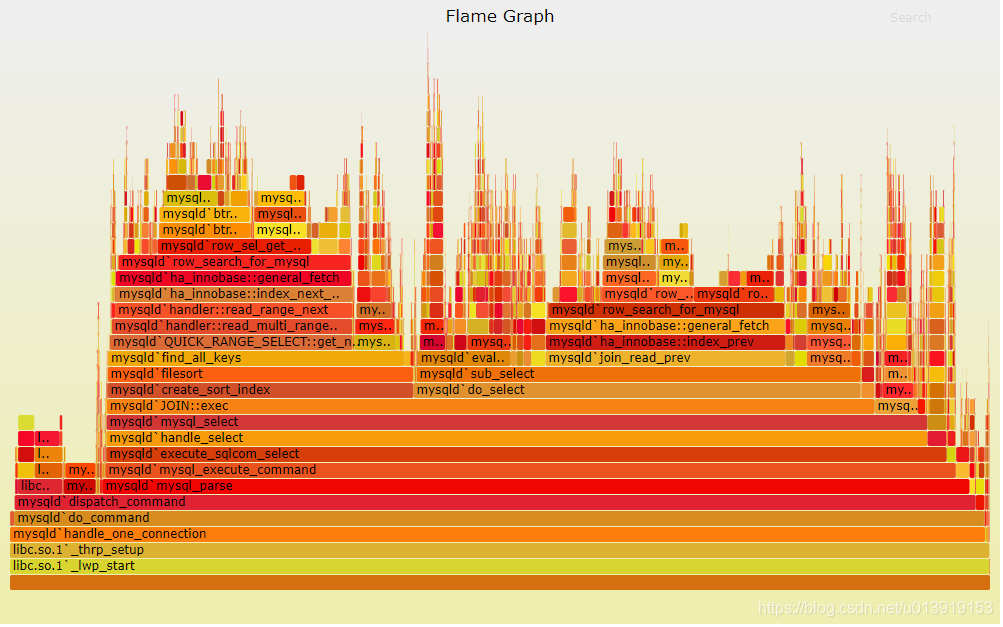 Flame Graph
Search
mysql.. mysq..
mysqld`btr.. mysql..
mysqld`btr.. mysql..
mysqld`row_sel_get_.. mys.. m..
mysqld`row_search_for_mysql mysql.. my..
mysqld`ha_innobase::general_fetch mysql.. my.. m..
mysqld`ha_innobase::index_next_.. mysqld`row_.. mysqld`ro..
mysqld`handler::read_range_next my.. mysqld`row_search_for_mysql mys..
mysqld`handler::read_multi_range.. mys.. m.. mysqld`ha_innobase::general_fetch mysq..
mysqld`QUICK_RANGE_SELECT::get_n.. mys.. m.. mysq.. mysqld`ha_innobase::index_prev mysq..
mysqld`find_all_keys mysqld`eval.. mysqld`join_read_prev mysq.. m..
mysqld`filesort mysqld`sub_select m..
mysqld`create_sort_index mysqld`do_select my..
mysqld`JOIN::exec mysq..
mysqld`mysql_select
l.. mysqld`handle_select
l.. mysqld`execute_sqlcom_select
l.. my.. mysqld`mysql_execute_command
libc.. my.. mysqld`mysql_parse
mysqld`dispatch_command
mysqld`do_command
mysqld`handle_one_connection
libc.so.1`_thrp_setup
libc.so.1`_lwp_start
https://blog.csdn.net/u013919153